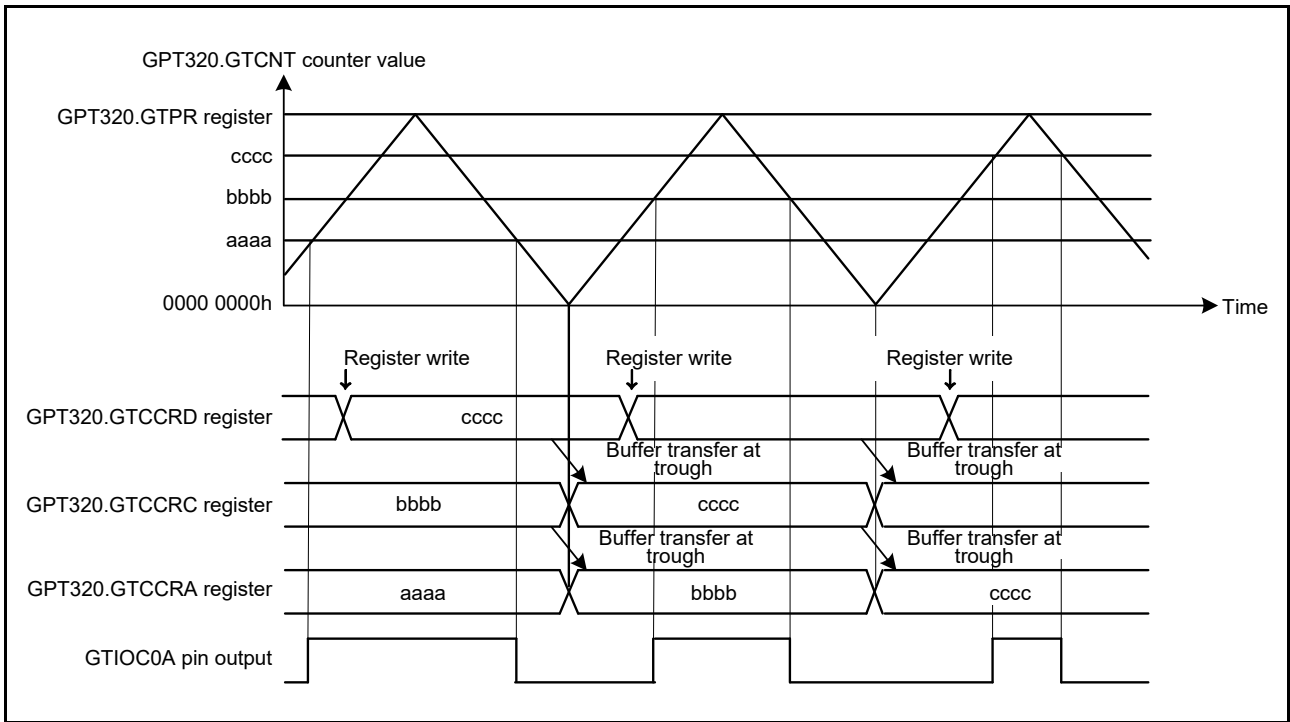 GPT320.GTCNT counter value
GPT320.GTPR register
cccc
bbbb
aaaa
0000 0000h
Time
Register write
Register write
Register write
GPT320.GTCCRD register
cccc
Buffer transfer at
trough
Buffer transfer at
trough
GPT320.GTCCRC register
bbbb
cccc
Buffer transfer at
trough
Buffer transfer at
trough
GPT320.GTCCRA register
aaaa
bbbb
cccc
GTIOC0A pin output